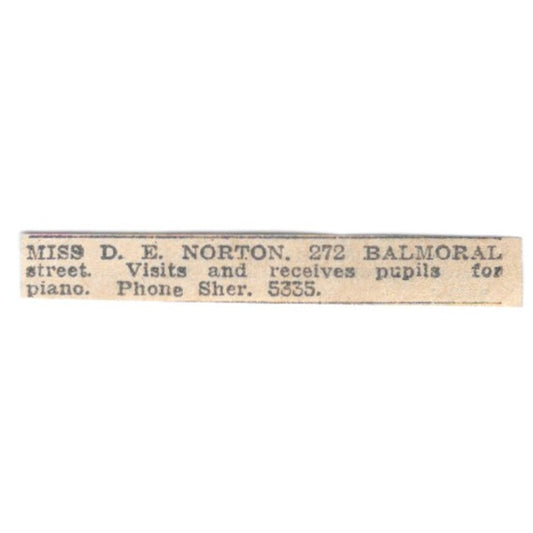 MISS D. E. NORTON. 272 BALMORAL
street. Visits and receives pupils for
piano. Phone Sher. 5335.